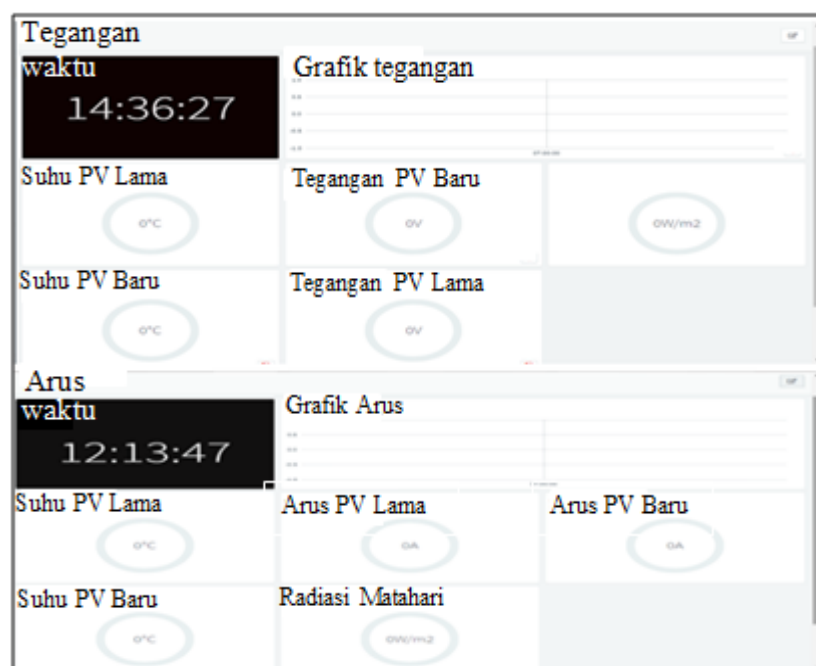 Tegangan
waktu
14:36:27
Grafik tegangan
Suhu PV Lama
0°C
Tegangan PV Baru
0V
0W/m2
Suhu PV Baru
0°C
Tegangan PV Lama
0V
Arus
waktu
12:13:47
Grafik Arus
Suhu PV Lama
0°C
Arus PV Lama
0A
Arus PV Baru
0A
Suhu PV Baru
0°C
Radiasi Matahari
0W/m2